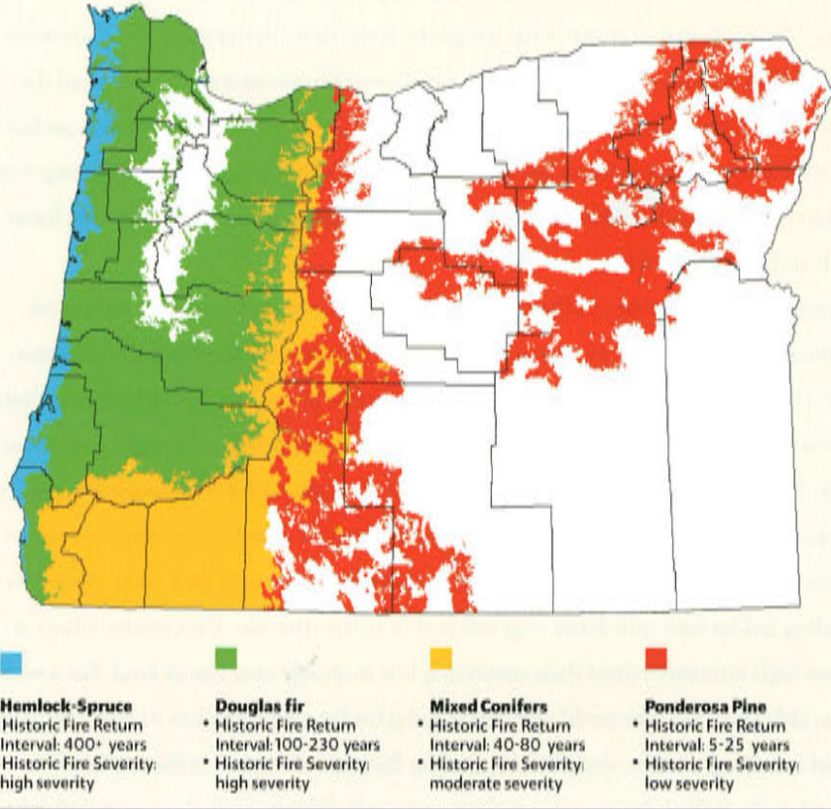 Hemlock-Spruce
Historic Fire Return
Interval: 400+ years
Historic Fire Severity:
high severity
Douglas fir
* Historic Fire Return
Interval: 100-230 years
* Historic Fire Severity:
high severity
Mixed Conifers
* Historic Fire Return
Interval: 40-80 years
* Historic Fire Severity:
moderate severity
Ponderosa Pine
* Historic Fire Return
Interval: 5-25 years
* Historic Fire Severity:
low severity